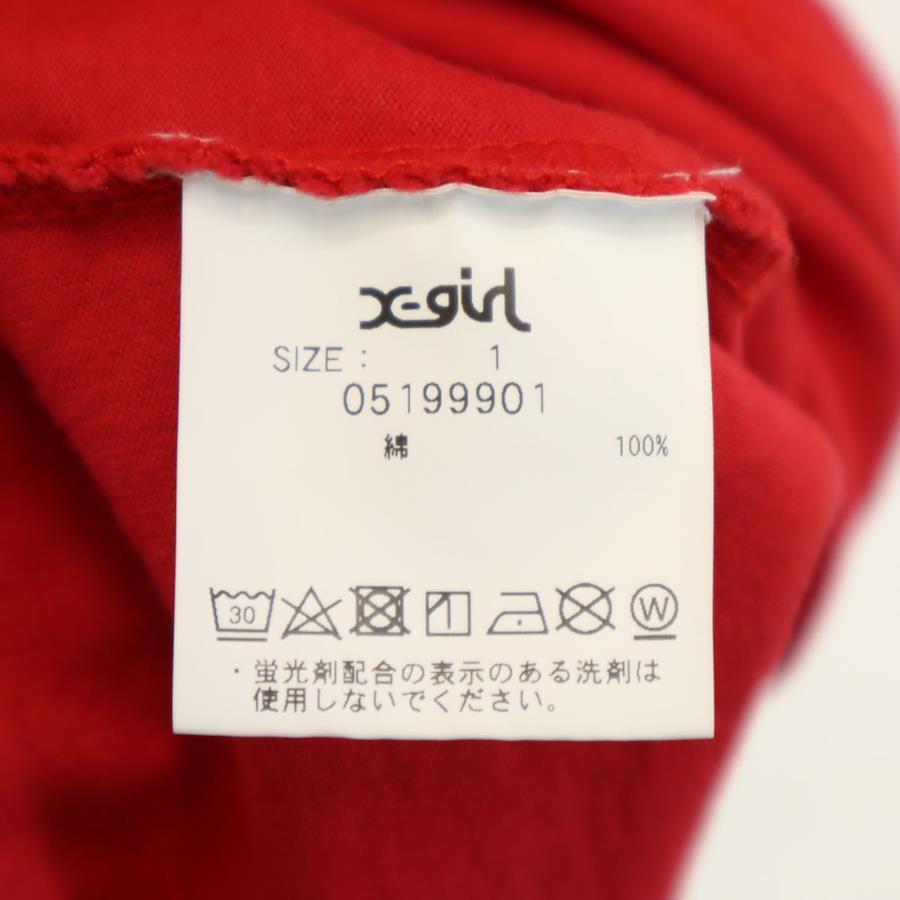 X-girl
SIZE : 1
05199901
綿 100%
30 W
・蛍光剤配合の表示のある洗剤は
使用しないでください。